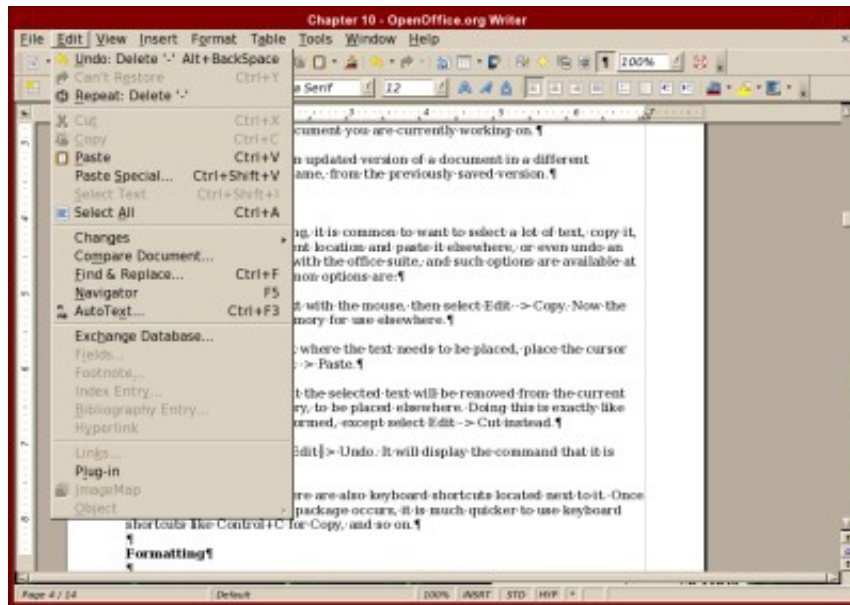 Chapter 10 - OpenOffice.org Writer
File Edit View Insert Format Table Tools Window Help
Undo: Delete '-' Alt+BackSpace
Can't Restore Ctrl+Y
Repeat: Delete '-'
100%
Serif 12
Cut Ctrl+X
Copy Ctrl+C
Paste Ctrl+V
Paste Special... Ctrl+Shift+V
Select Text Ctrl+Shift+I
Select All Ctrl+A
Changes
Compare Document...
Find & Replace... Ctrl+F
Navigator F5
AutoText... Ctrl+F3
Exchange Database...
Fields...
Footnote...
Index Entry...
Bibliography Entry...
Hyperlink
Links...
Plug-in
ImageMap
Object
3 4 5 6 7
cument you are currently working on.¶
n updated version of a document in a different
ame, from the previously saved version.¶
ng, it is common to want to select a lot of text, copy it,
nt location and paste it elsewhere, or even undo an
with the office suite, and such options are available at
mon options are:¶
t with the mouse, then select Edit --> Copy. Now the
mory for use elsewhere.¶
where the text needs to be placed, place the cursor
-> Paste.¶
t the selected text will be removed from the current
ry, to be placed elsewhere. Doing this is exactly like
ormed, except select Edit --> Cut instead.¶
Edit > Undo. It will display the command that it is
re are also keyboard shortcuts located next to it. Once
package occurs, it is much quicker to use keyboard
shortcuts like Control+C for Copy, and so on.¶
¶
Formatting¶
¶
Page 4 / 14 Default 100% INSRT STD HYP *